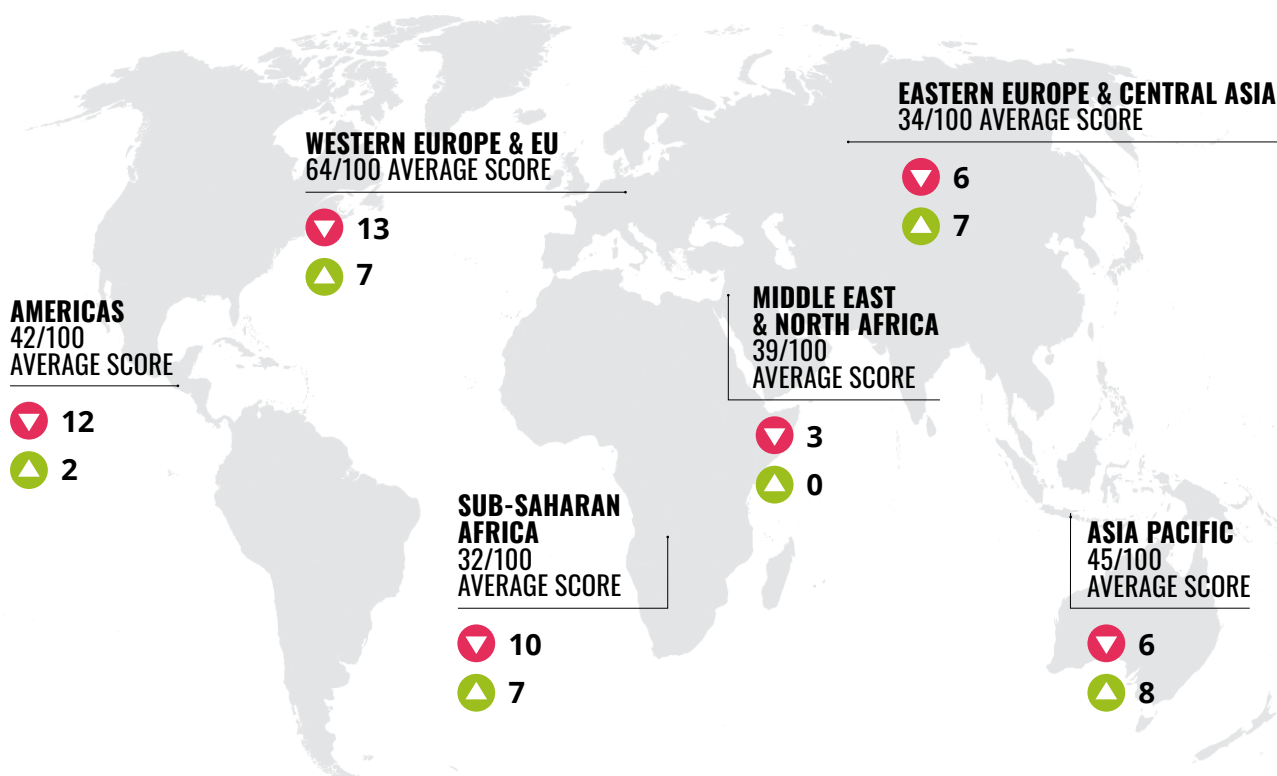 EASTERN EUROPE & CENTRAL ASIA
34/100 AVERAGE SCORE
6
7
WESTERN EUROPE & EU
64/100 AVERAGE SCORE
13
7
AMERICAS
42/100
AVERAGE SCORE
12
2
MIDDLE EAST
& NORTH AFRICA
39/100
AVERAGE SCORE
3
0
SUB-SAHARAN
AFRICA
32/100
AVERAGE SCORE
10
7
ASIA PACIFIC
45/100
AVERAGE SCORE
6
8